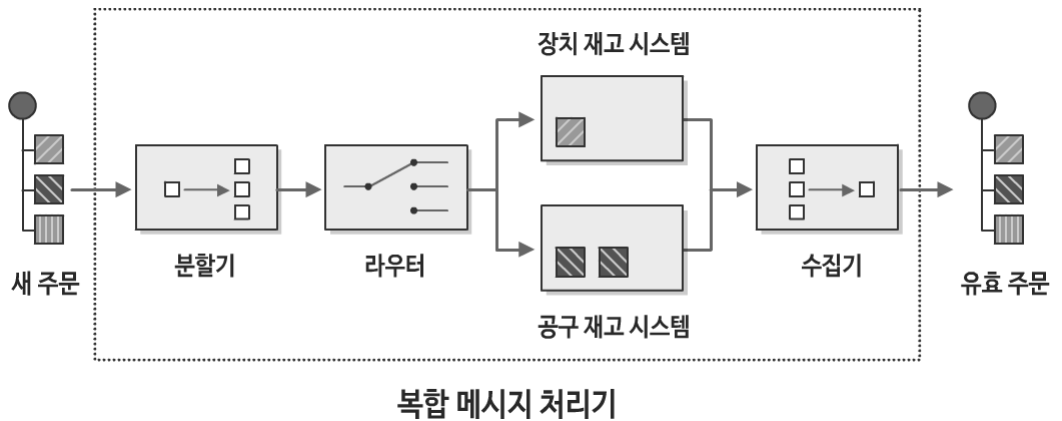 장치 재고 시스템
새 주문
분할기
라우터
수집기
유효 주문
공구 재고 시스템
복합 메시지 처리기